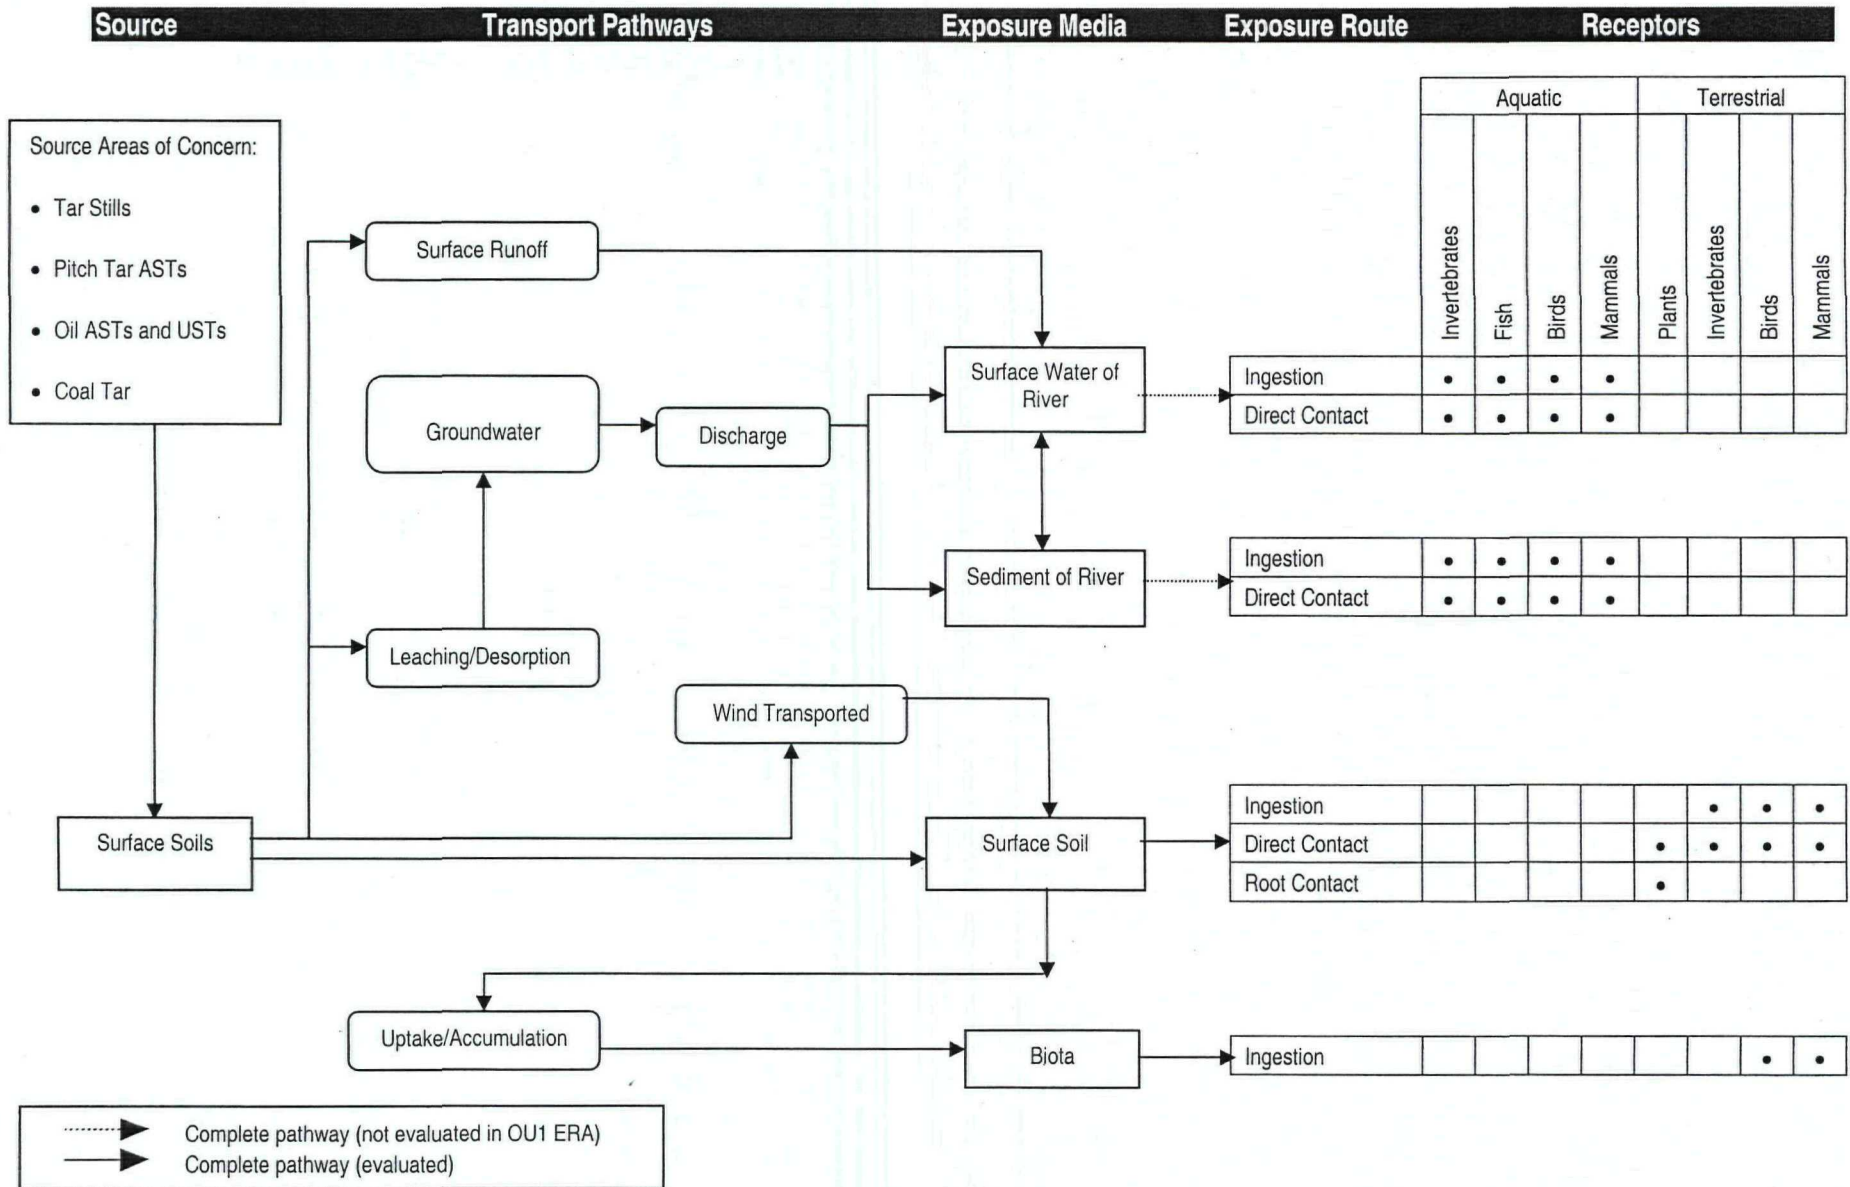 Source Transport Pathways Exposure Media Exposure Route Receptors
Aquatic Terrestrial
Invertebrates Fish Birds Mammals Plants Invertebrates Birds Mammals
Source Areas of Concern:
• Tar Stills
• Pitch Tar ASTs
• Oil ASTs and USTs
• Coal Tar
Surface Runoff
Groundwater
Discharge
Leaching/Desorption
Wind Transported
Surface Soils
Uptake/Accumulation
Surface Water of
River
Sediment of River
Surface Soil
Biota
Ingestion • • • •
Direct Contact • • • •
Ingestion • • • •
Direct Contact • • • •
Ingestion • • •
Direct Contact • • • •
Root Contact •
Ingestion • •
Complete pathway (not evaluated in OU1 ERA)
Complete pathway (evaluated)